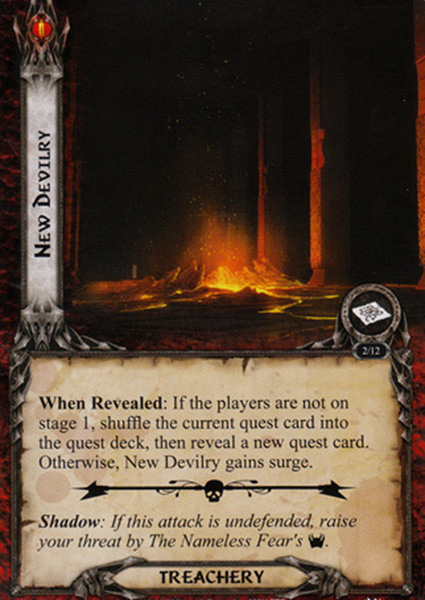 NEW DEVILRY
2/12
When Revealed: If the players are not on
stage 1, shuffle the current quest card into
the quest deck, then reveal a new quest card.
Otherwise, New Devilry gains surge.
Shadow: If this attack is undefended, raise
your threat by The Nameless Fear's .
TREACHERY